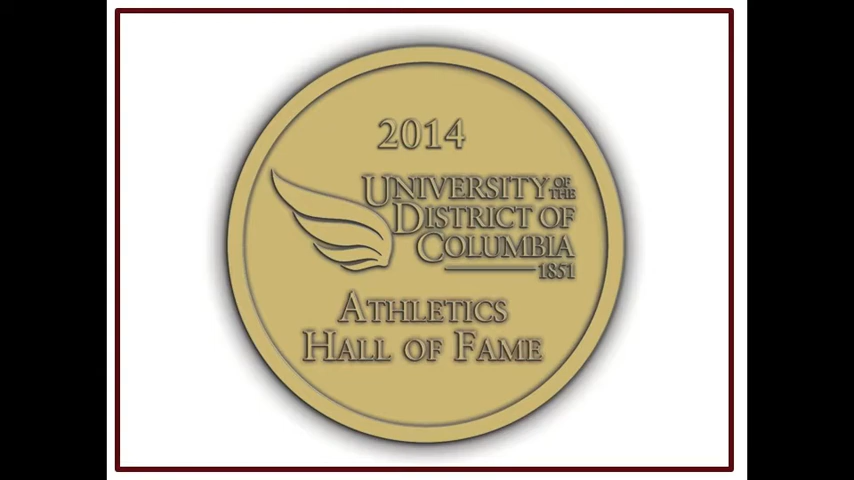 2014
UNIVERSITY OF THE
DISTRICT OF
COLUMBIA
1851
ATHLETICS
HALL OF FAME